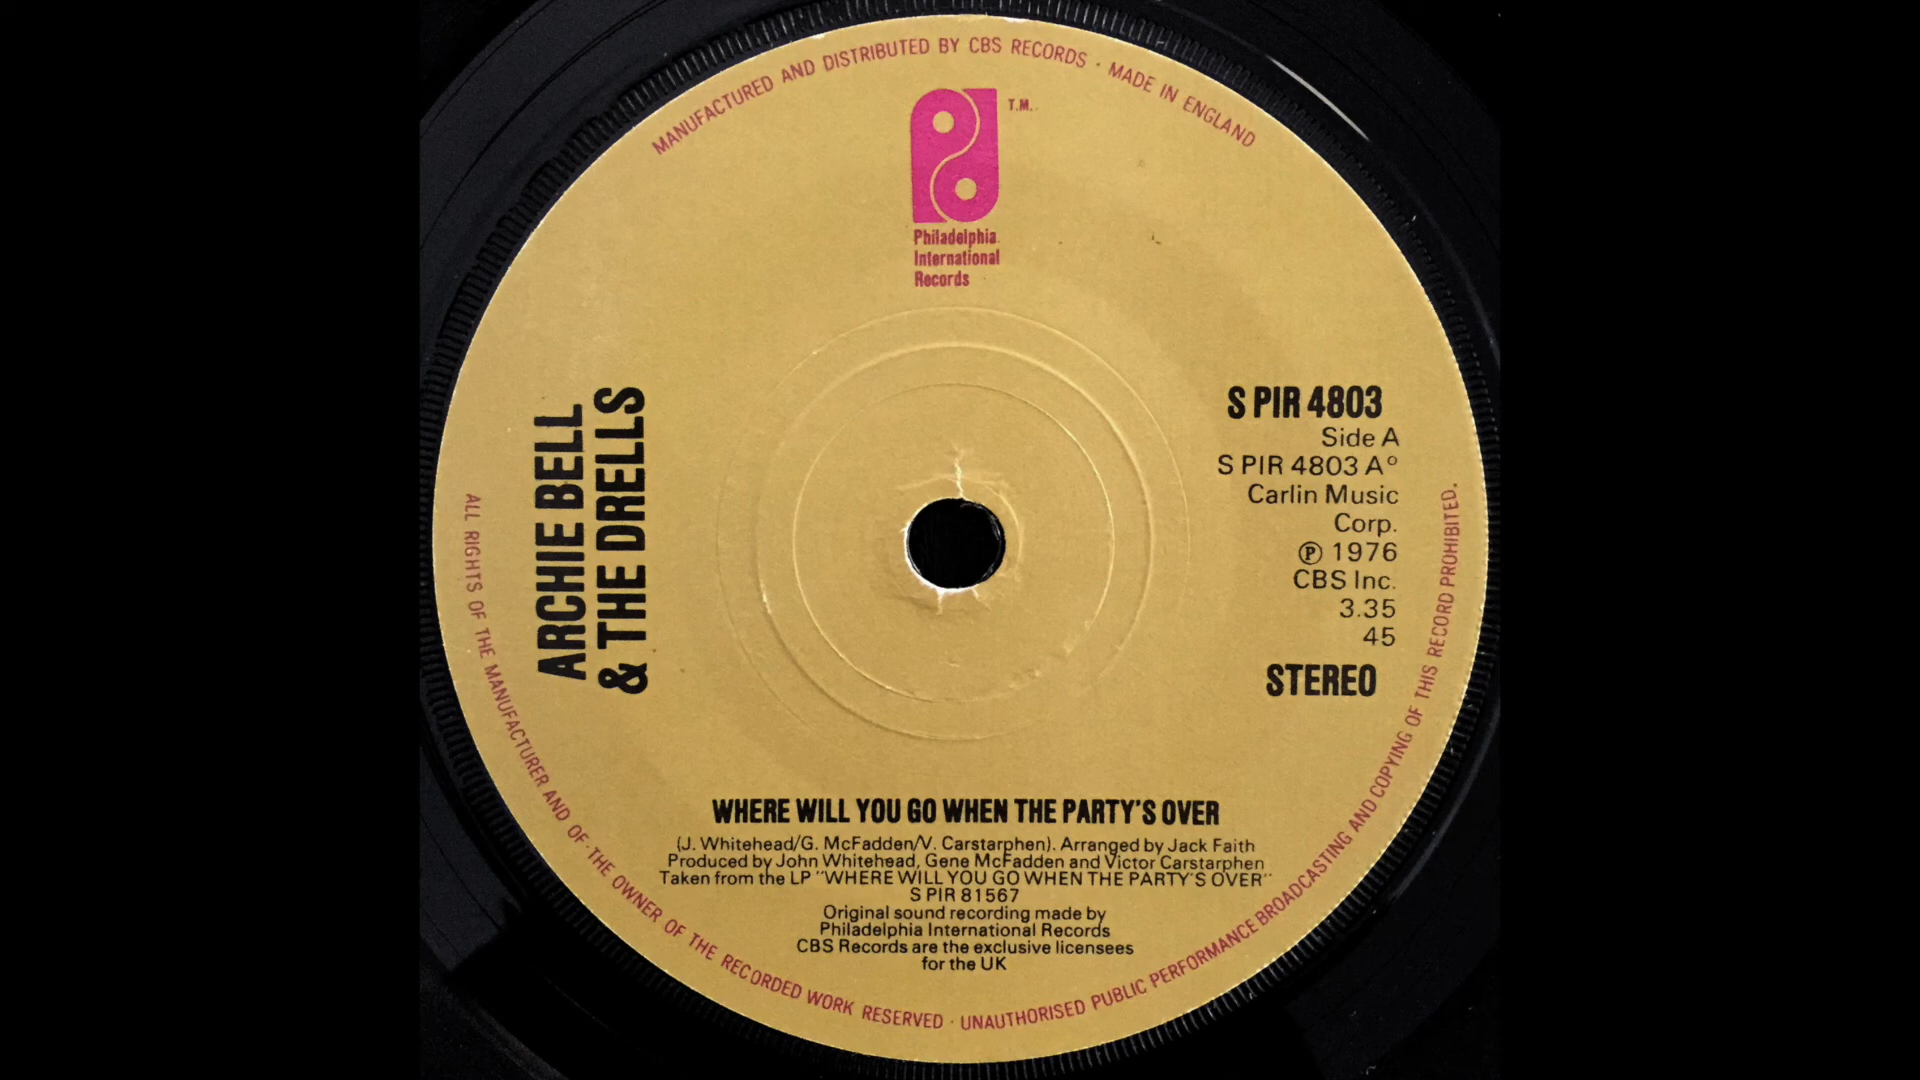 MANUFACTURED AND DISTRIBUTED BY CBS RECORDS · MADE IN ENGLAND
T.M.
Philadelphia
International
Records
ARCHIE BELL
& THE DRELLS
S PIR 4803
Side A
S PIR 4803 A°
Carlin Music
Corp.
℗ 1976
CBS Inc.
3.35
45
STEREO
WHERE WILL YOU GO WHEN THE PARTY'S OVER
(J. Whitehead/G. McFadden/V. Carstarphen). Arranged by Jack Faith
Produced by John Whitehead, Gene McFadden and Victor Carstarphen
Taken from the LP "WHERE WILL YOU GO WHEN THE PARTY'S OVER"
S PIR 81567
Original sound recording made by
Philadelphia International Records
CBS Records are the exclusive licensees
for the UK
ALL RIGHTS OF THE MANUFACTURER AND OF·THE OWNER OF THE RECORDED WORK RESERVED · UNAUTHORISED PUBLIC PERFORMANCE BROADCASTING AND COPYING OF THIS RECORD PROHIBITED.